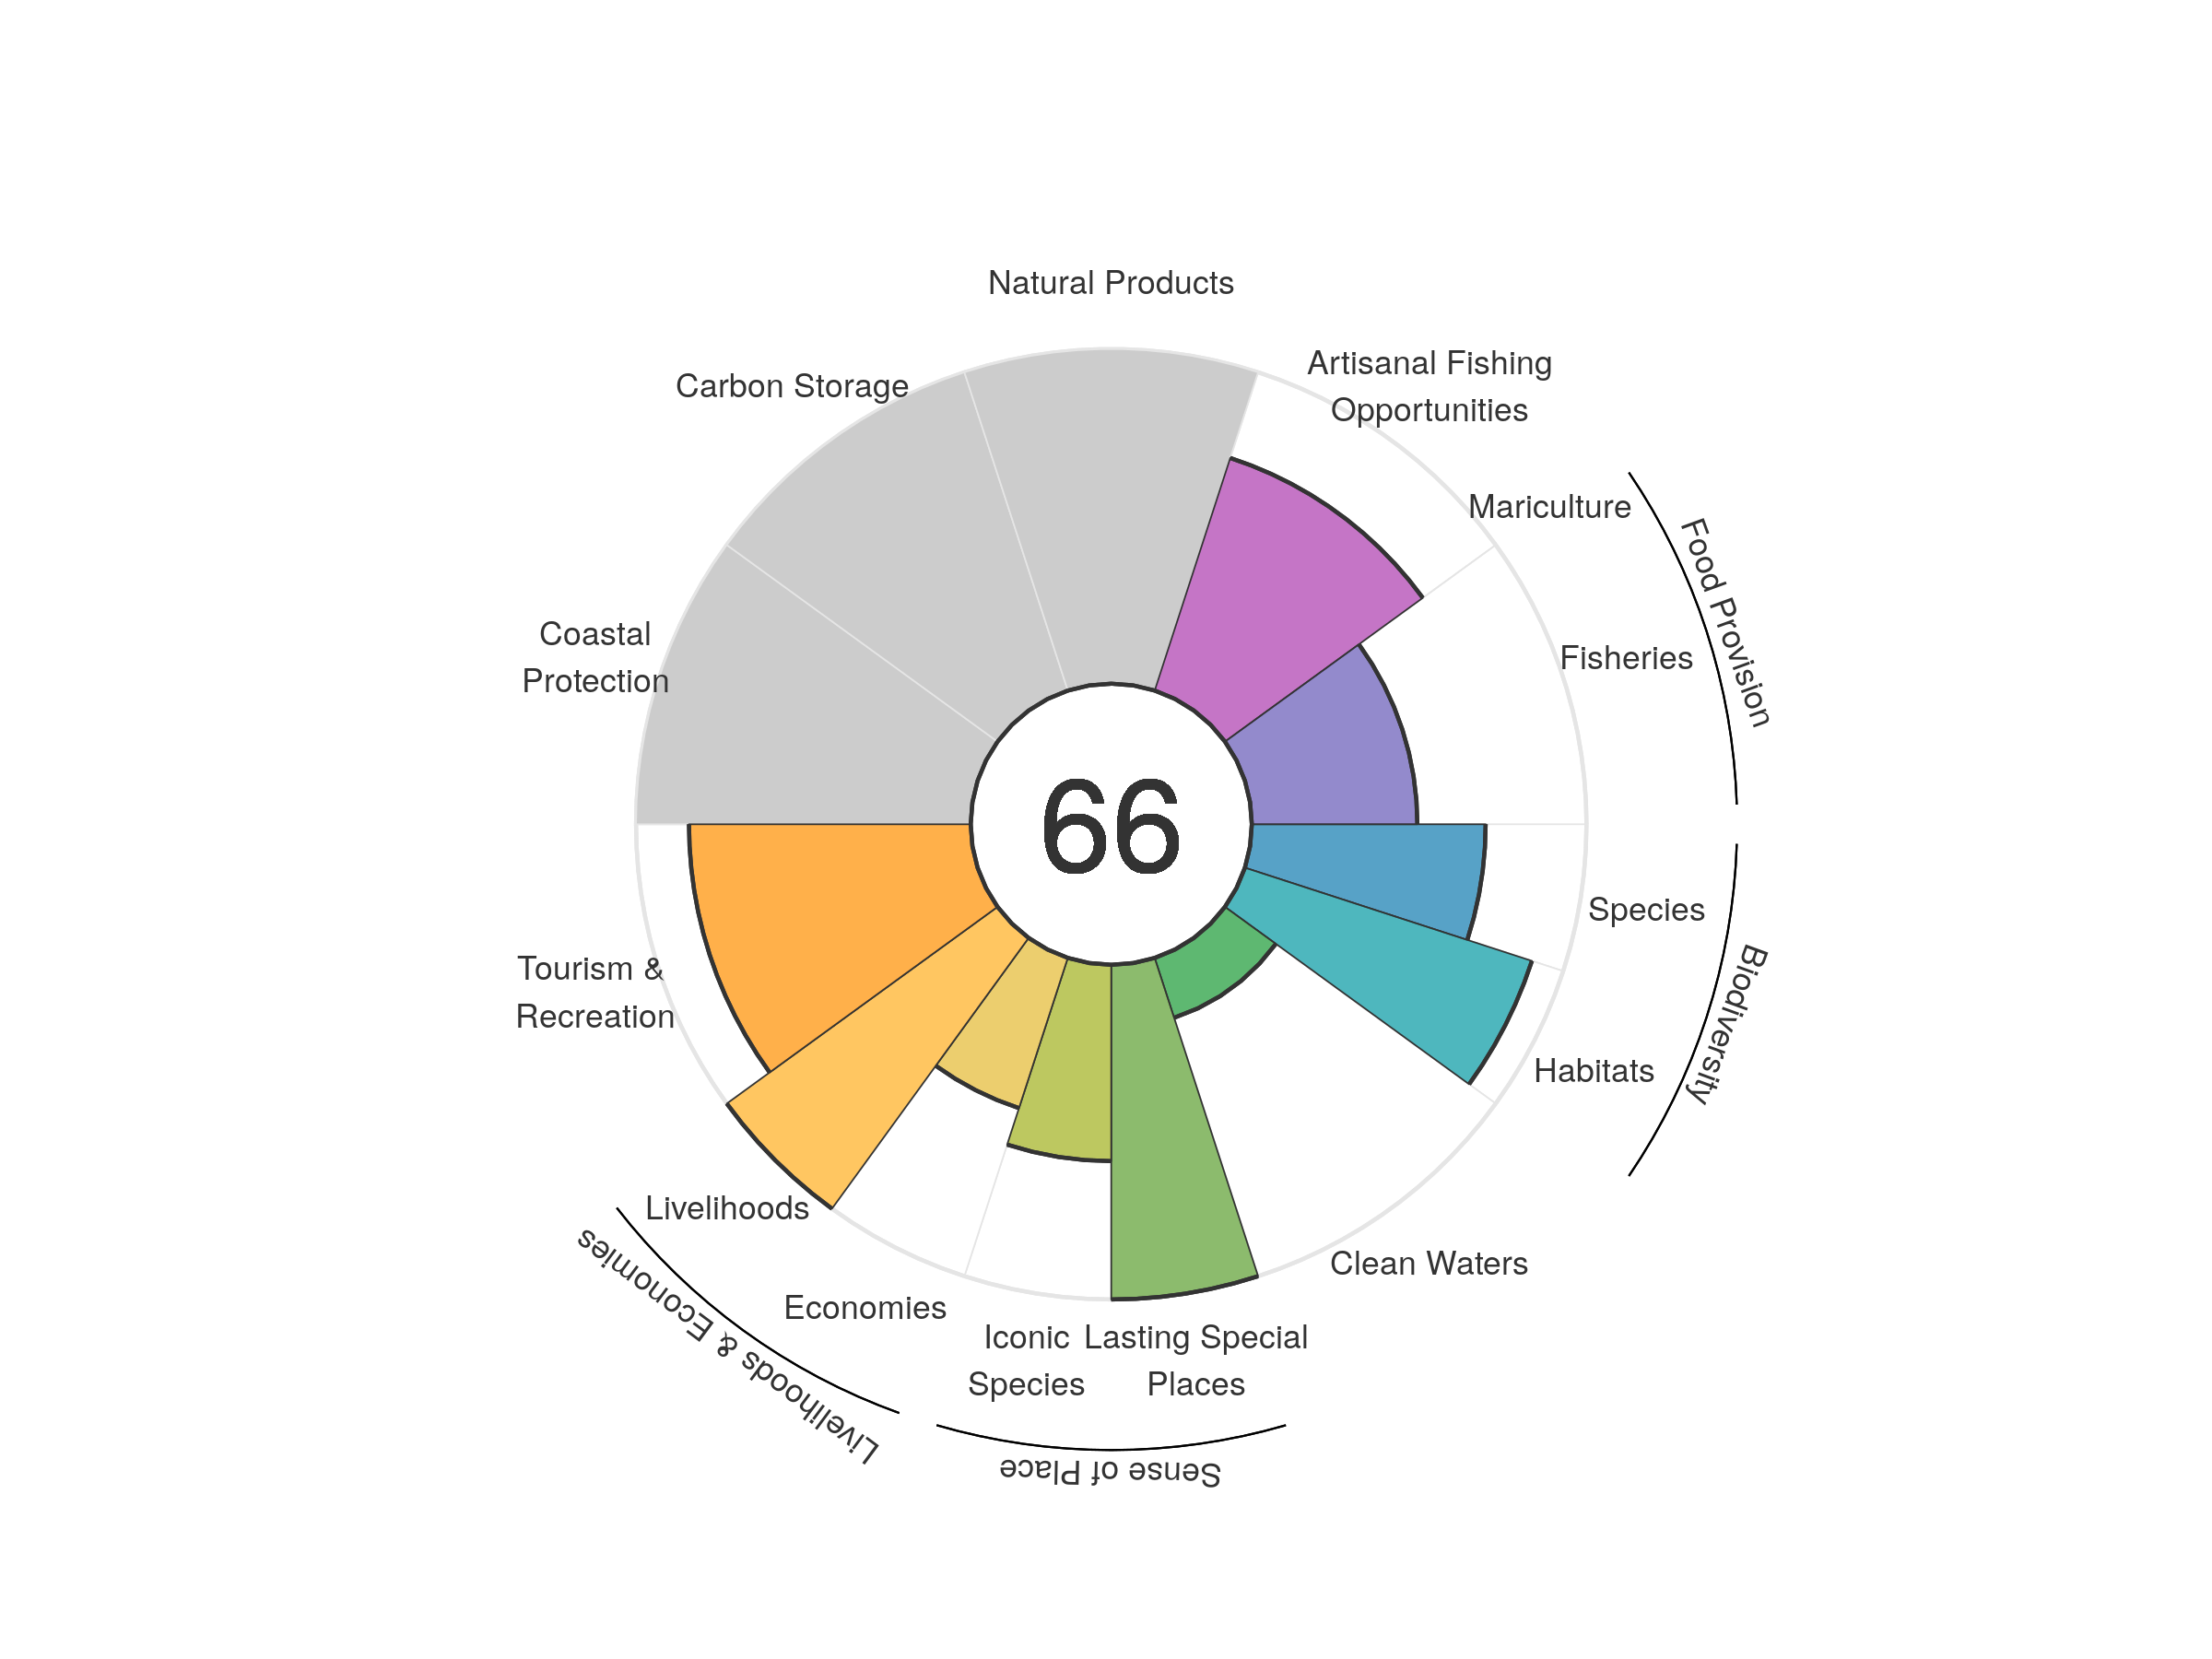 Natural Products
Artisanal Fishing
Opportunities
Carbon Storage
Mariculture
Food Provision
Coastal
Protection
Fisheries
66
Species
Biodiversity
Tourism &
Recreation
Habitats
Livelihoods
Clean Waters
Livelihoods & Economies
Economies
Iconic
Species
Lasting Special
Places
Sense of Place